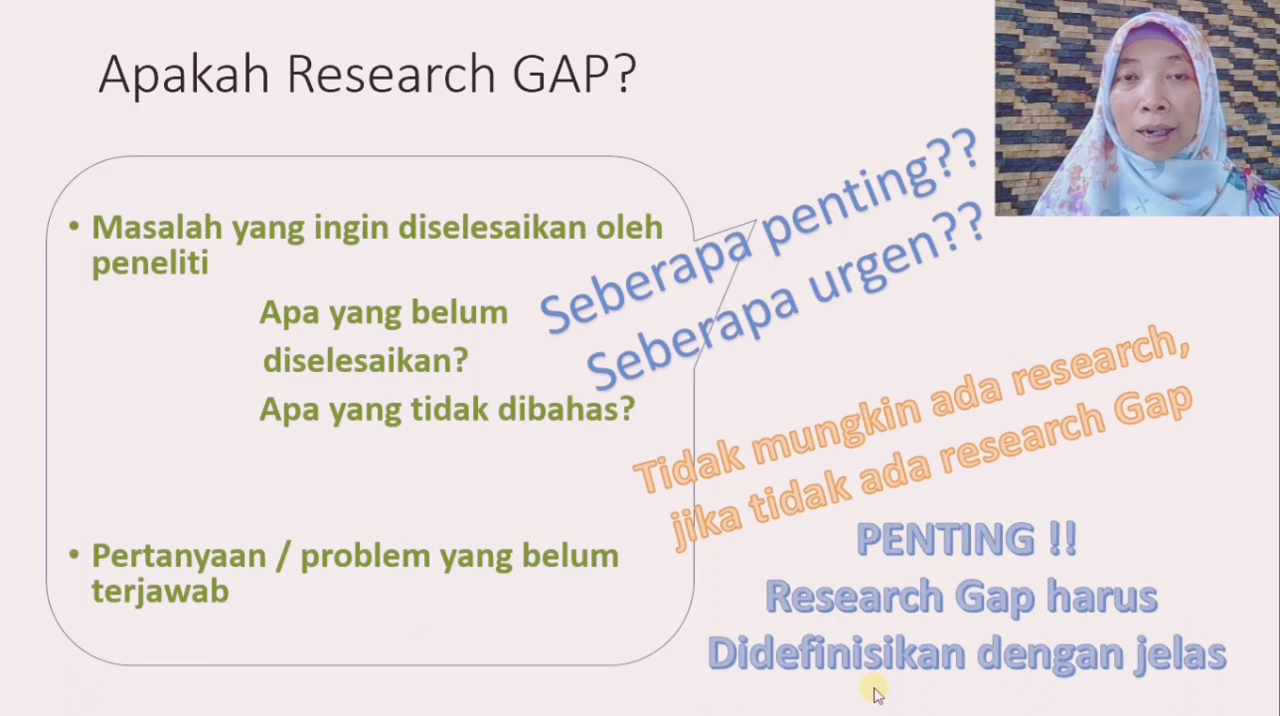 Apakah Research GAP?
• Masalah yang ingin diselesaikan oleh
peneliti
Apa yang belum
diselesaikan?
Apa yang tidak dibahas?
• Pertanyaan / problem yang belum
terjawab
Seberapa penting??
Seberapa urgen??
Tidak mungkin ada research,
jika tidak ada research Gap
PENTING !!
Research Gap harus
Didefinisikan dengan jelas